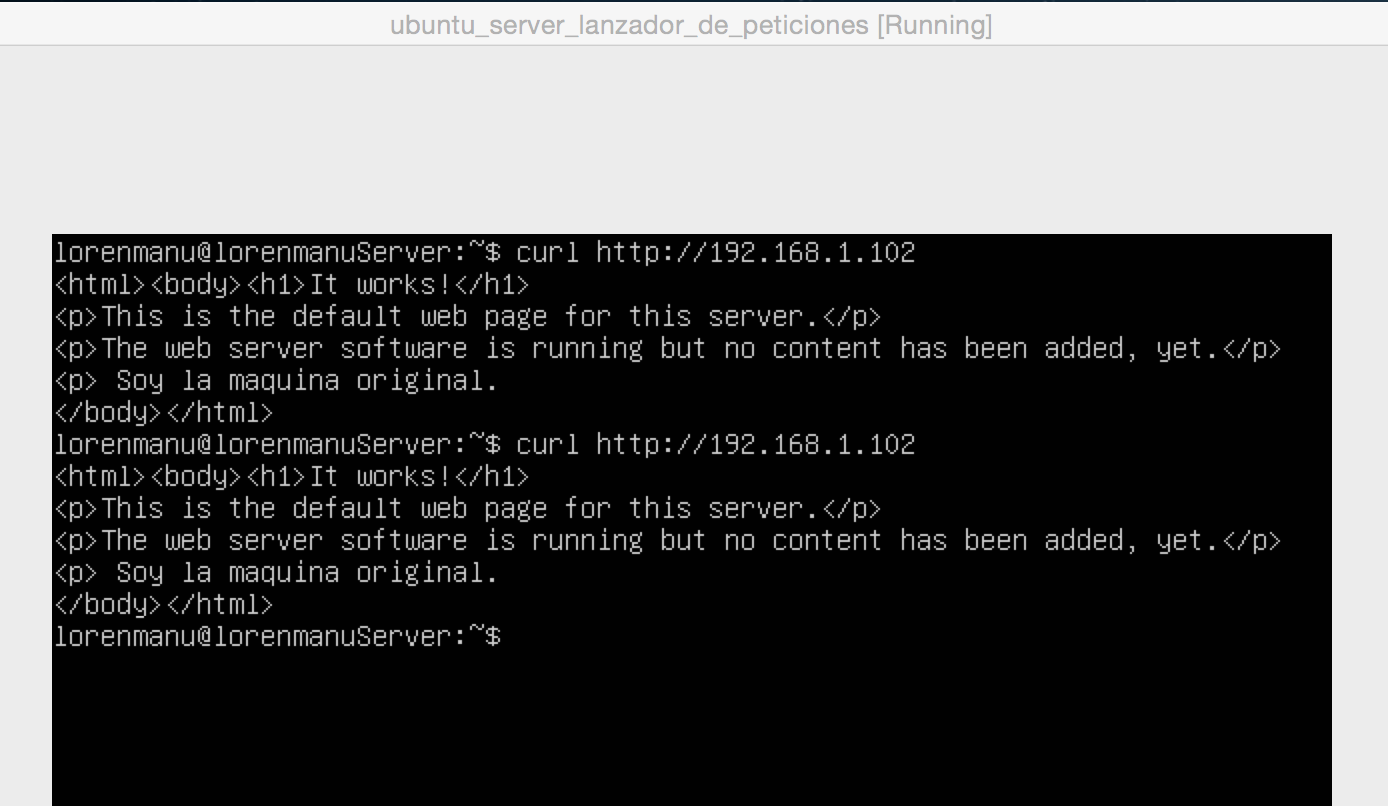 ubuntu_server_lanzador_de_peticiones [Running]
lorenmanu@lorenmanuServer:~$ curl http://192.168.1.102
<html><body><h1>It works!</h1>
<p>This is the default web page for this server.</p>
<p>The web server software is running but no content has been added, yet.</p>
<p> Soy la maquina original.
</body></html>
lorenmanu@lorenmanuServer:~$ curl http://192.168.1.102
<html><body><h1>It works!</h1>
<p>This is the default web page for this server.</p>
<p>The web server software is running but no content has been added, yet.</p>
<p> Soy la maquina original.
</body></html>
lorenmanu@lorenmanuServer:~$